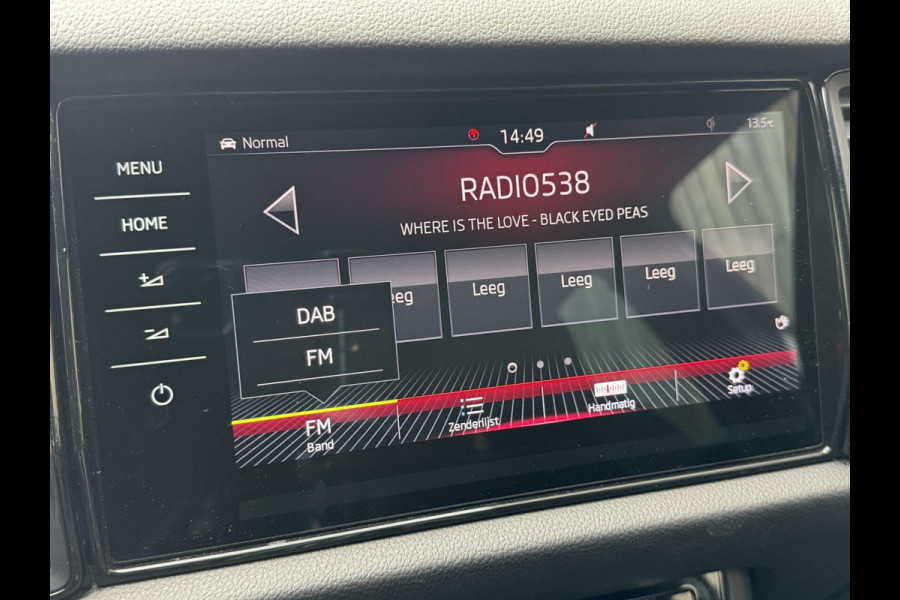 MENU
HOME
Normal
14:49
13.5°C
RADIO538
WHERE IS THE LOVE - BLACK EYED PEAS
eeg
Leeg
Leeg
Leeg
Leeg
DAB
FM
FM
Band
Zenderlijst
Handmatig
Setup